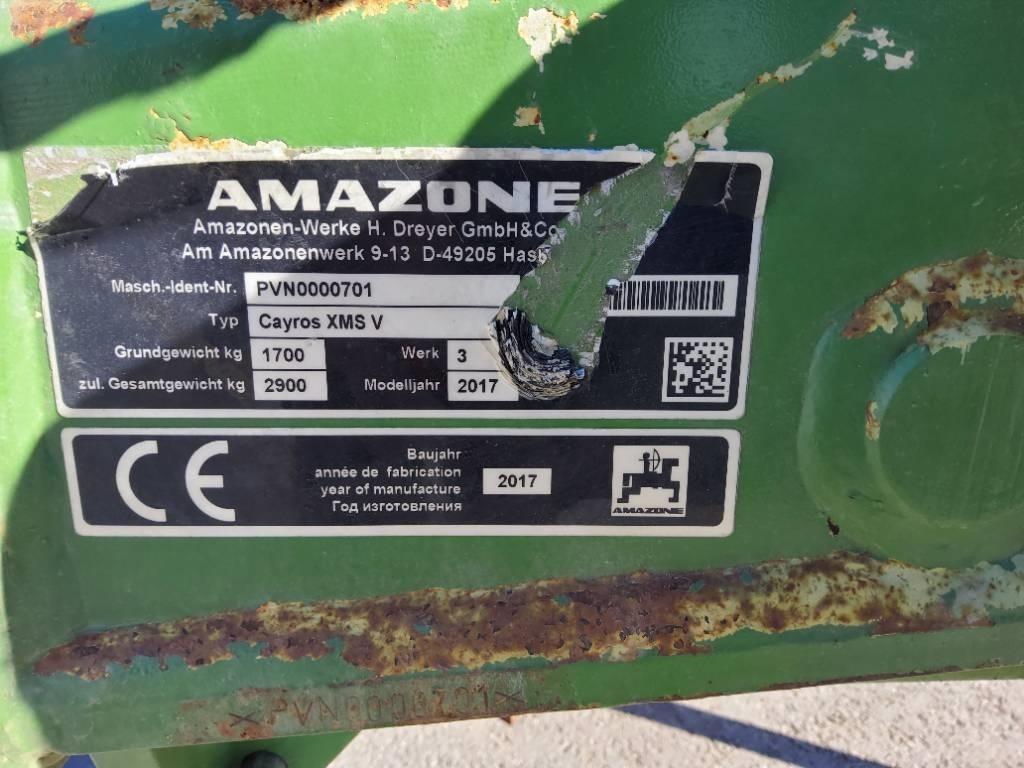 AMAZONE
Amazonen-Werke H. Dreyer GmbH&Co
Am Amazonenwerk 9-13 D-49205
Masch.-Ident-Nr. PVN0000701
Typ Cayros XMS V
Grundgewicht kg 1700 Werk 3
zul. Gesamtgewicht kg 2900 Modelljahr 2017
CE
Baujahr
année de fabrication
year of manufacture
Год изготовления
2017
AMAZONE
×PVN0000701×